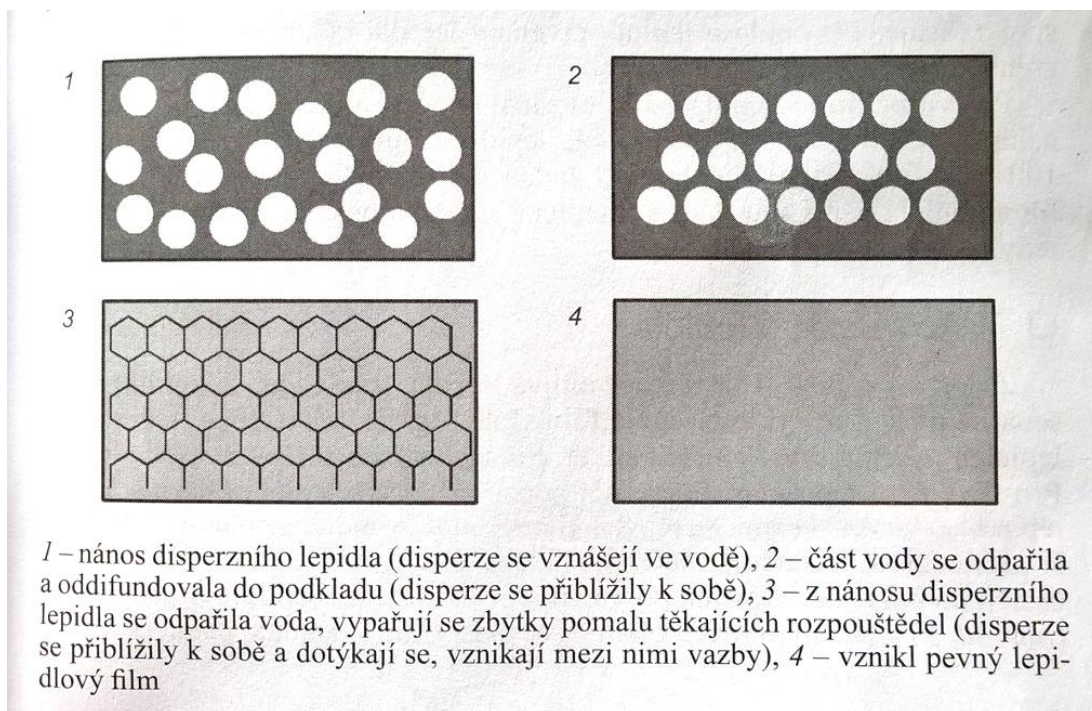 1
2
3
4
1 – nános disperzního lepidla (disperze se vznášejí ve vodě), 2 – část vody se odpařila
a oddifundovala do podkladu (disperze se přiblížily k sobě), 3 – z nánosu disperzního
lepidla se odpařila voda, vypařují se zbytky pomalu těkajících rozpouštědel (disperze
se přiblížily k sobě a dotýkají se, vznikají mezi nimi vazby), 4 – vznikl pevný lepi-
dlový film